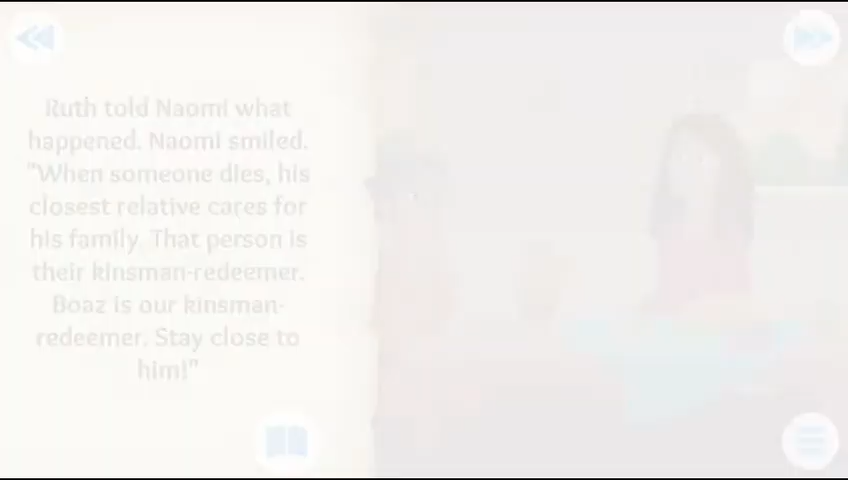 Ruth told Naomi what
happened. Naomi smiled.
"When someone dies, his
closest relative cares for
his family. That person is
their kinsman-redeemer.
Boaz is our kinsman-
redeemer. Stay close to
him!"